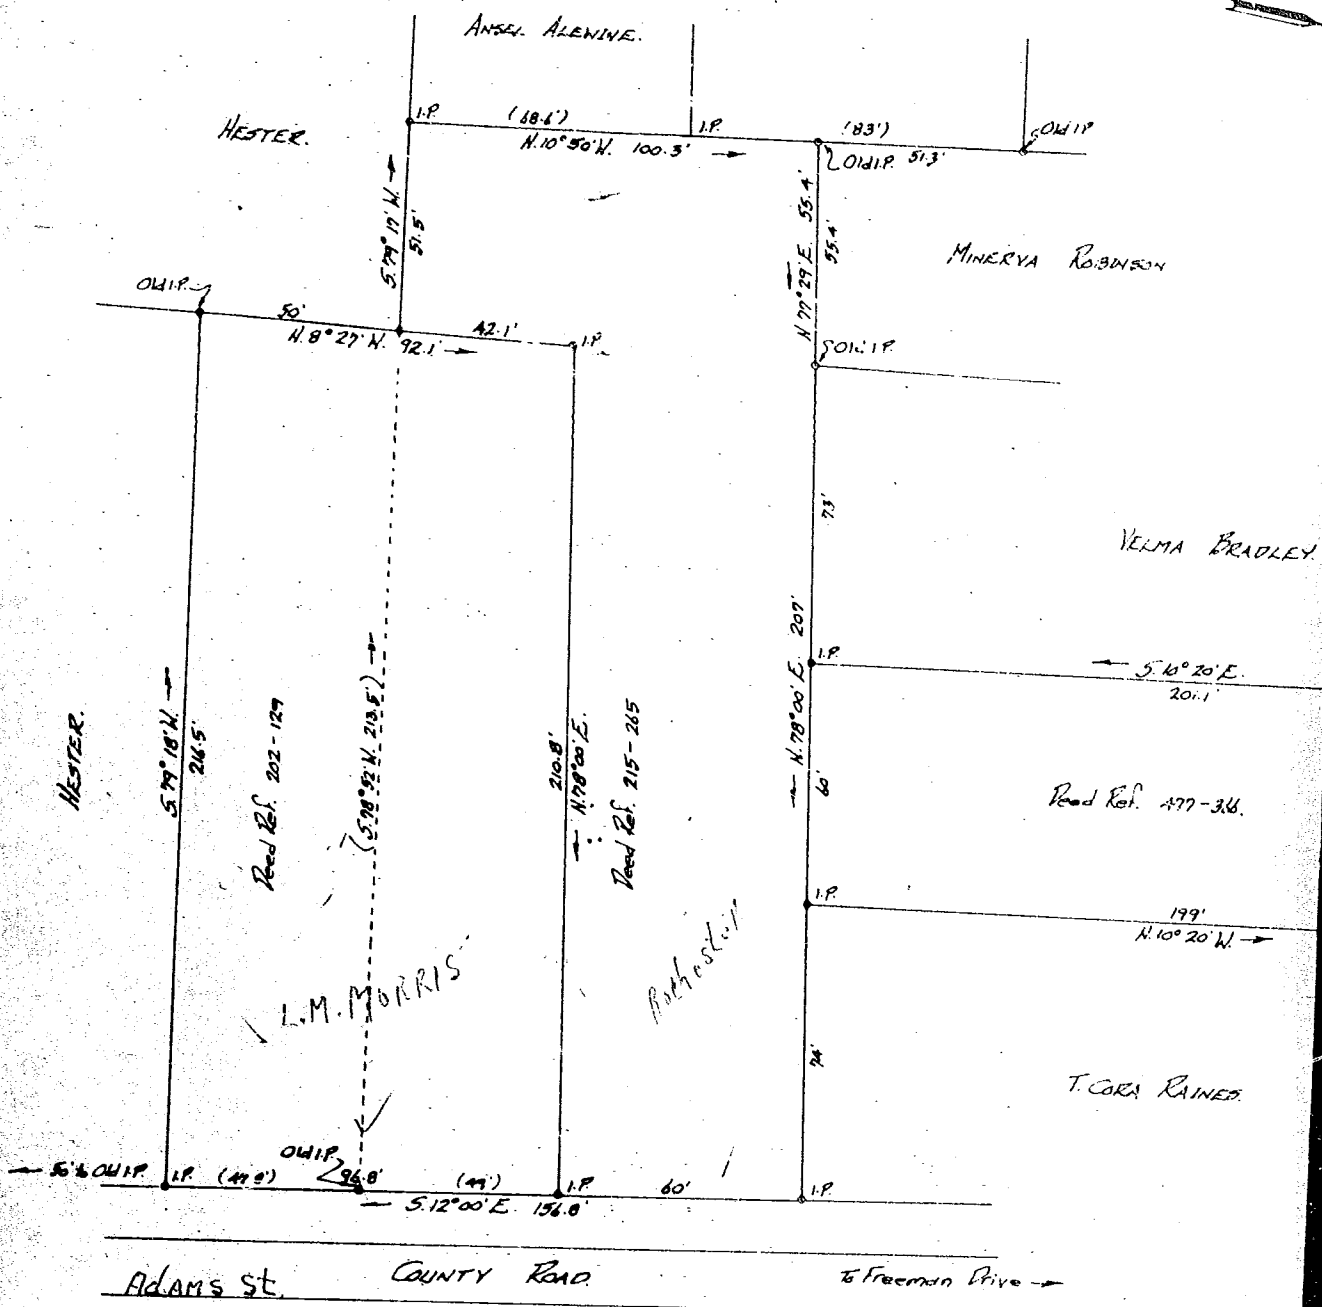 ANSEL ALEWINE.
HESTER.
I.P. (68.6') I.P. (83') Old I.P.
N.10°50'W. 100.3'
Old I.P. 51.3'
S.79°17'W.
51.5'
N.77°29'E. 55.4'
55.4'
MINERVA ROBINSON
Old I.P.
50' 42.1' I.P.
N.8°27'W. 92.1'
Old I.P.
73'
VELMA BRADLEY.
N.78°00'E. 207'
I.P.
S.10°20'E.
201.1'
HESTER.
S.79°18'W.
216.5'
Deed Ref. 202-129
(S.78°52'W. 213.5')
210.8'
N.78°00'E.
Deed Ref. 215-265
60'
Deed Ref. 477-316.
I.P.
199'
N.10°20'W.
L.M. MORRIS
74'
T. CORA RAINES.
50' to Old I.P. I.P. Old I.P. 96.8' (49') I.P. 60' I.P.
S.12°00'E. 156.8'
Adams St. COUNTY ROAD. To Freeman Drive